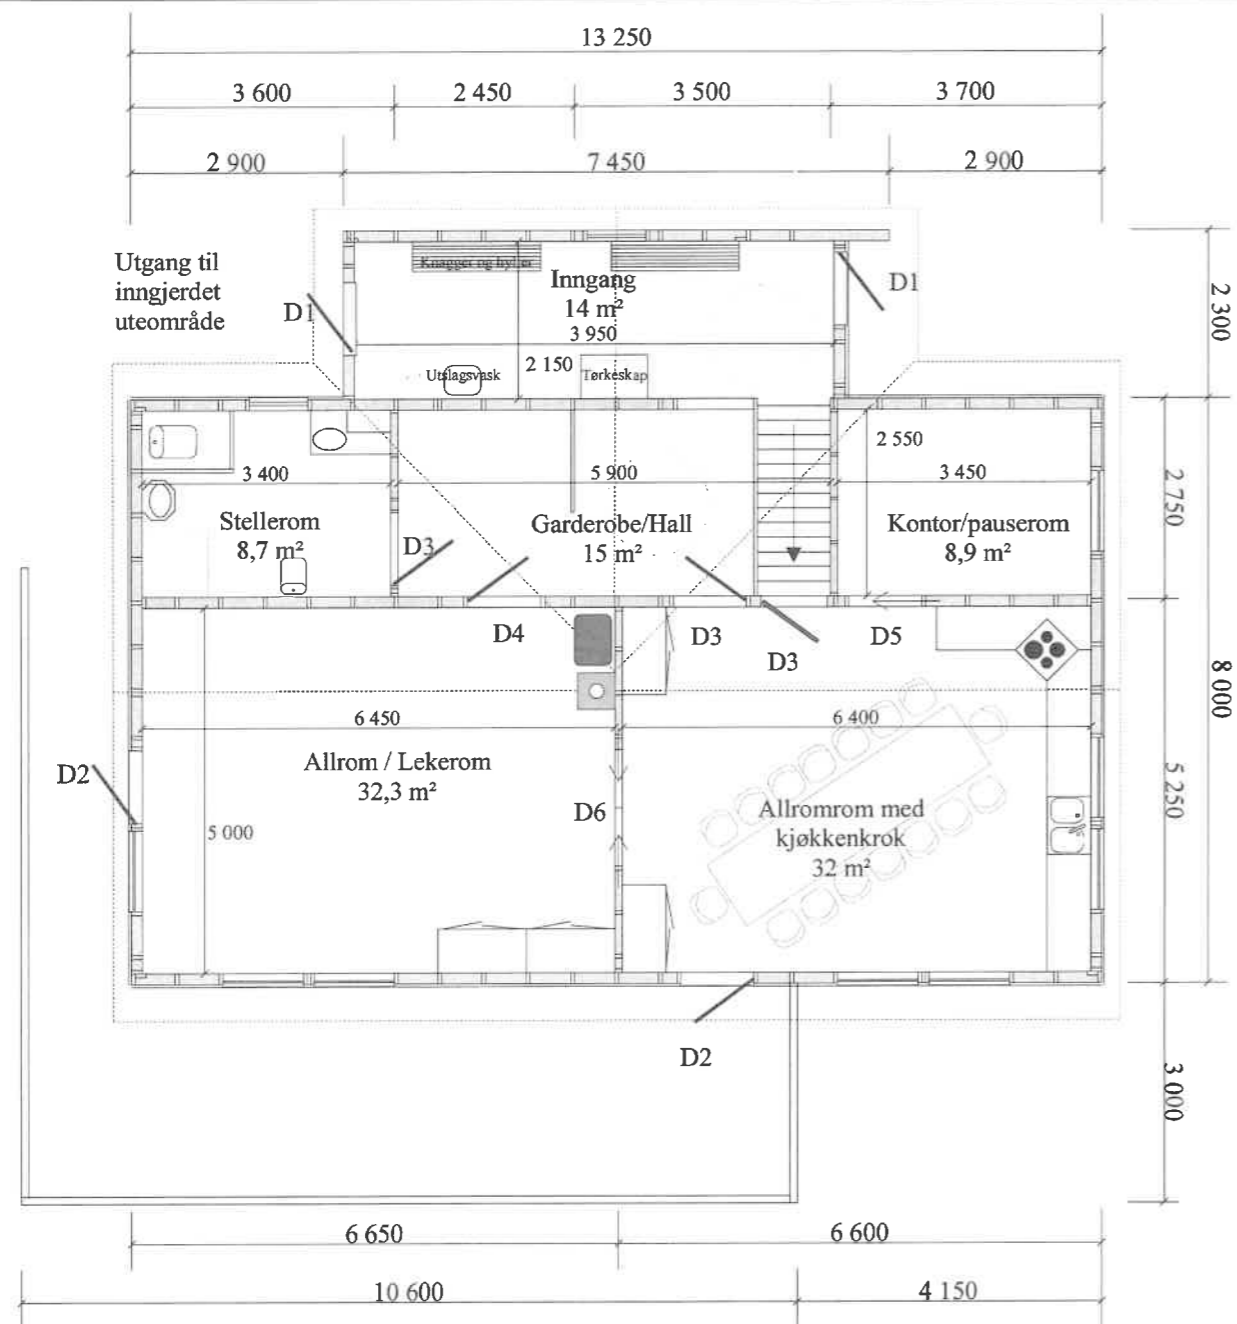 13 250
3 600
2 450
3 500
3 700
2 900
7 450
2 900
Utgang til
inngjerdet
uteområde
Knagger og hyller
Inngang
14 m²
D1
D1
3 950
2 300
2 150
Utslagsvask
Tørkeskap
2 550
3 400
5 900
3 450
2 750
Stellerom
8,7 m²
D3
Garderobe/Hall
15 m²
Kontor/pauserom
8,9 m²
D4
D3
D3
D5
8 000
6 450
6 400
Allrom / Lekerom
32,3 m²
D2
5 000
D6
Allromrom med
kjøkkenkrok
32 m²
5 250
D2
3 000
6 650
6 600
10 600
4 150